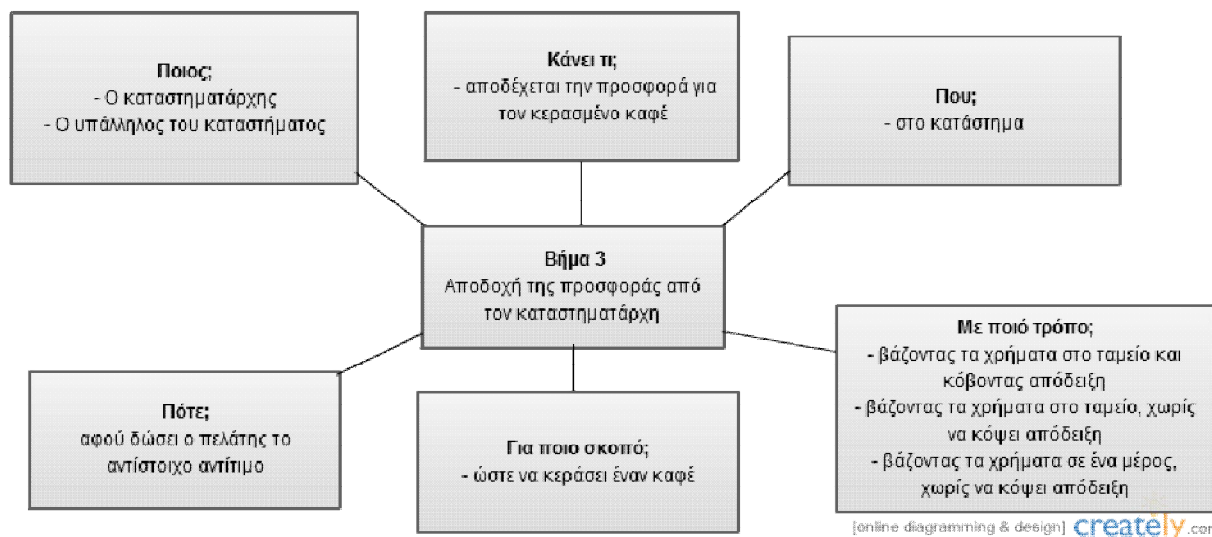 Ποιος;
- Ο καταστηματάρχης
- Ο υπάλληλος του καταστήματος
Κάνει τι;
- αποδέχεται την προσφορά για
τον κερασμένο καφέ
Που;
- στο κατάστημα
Βήμα 3
Αποδοχή της προσφοράς από
τον καταστηματάρχη
Πότε;
αφού δώσει ο πελάτης το
αντίστοιχο αντίτιμο
Για ποιο σκοπό;
- ώστε να κεράσει έναν καφέ
Με ποιό τρόπο;
- βάζοντας τα χρήματα στο ταμείο και
κόβοντας απόδειξη
- βάζοντας τα χρήματα στο ταμείο, χωρίς
να κόψει απόδειξη
- βάζοντας τα χρήματα σε ένα μέρος,
χωρίς να κόψει απόδειξη
[online diagramming & design] creately.com